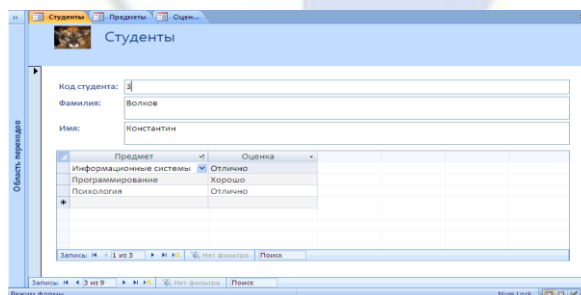 Студенты Предметы Оцен...
Студенты
Код студента: 3
Фамилия: Волков
Имя: Константин
Область переходов
Предмет Оценка
Информационные системы Отлично
Программирование Хорошо
Психология Отлично
Запись: 1 из 3 Нет фильтра Поиск
Запись: 3 из 9 Нет фильтра Поиск
Режим формы Num Lock